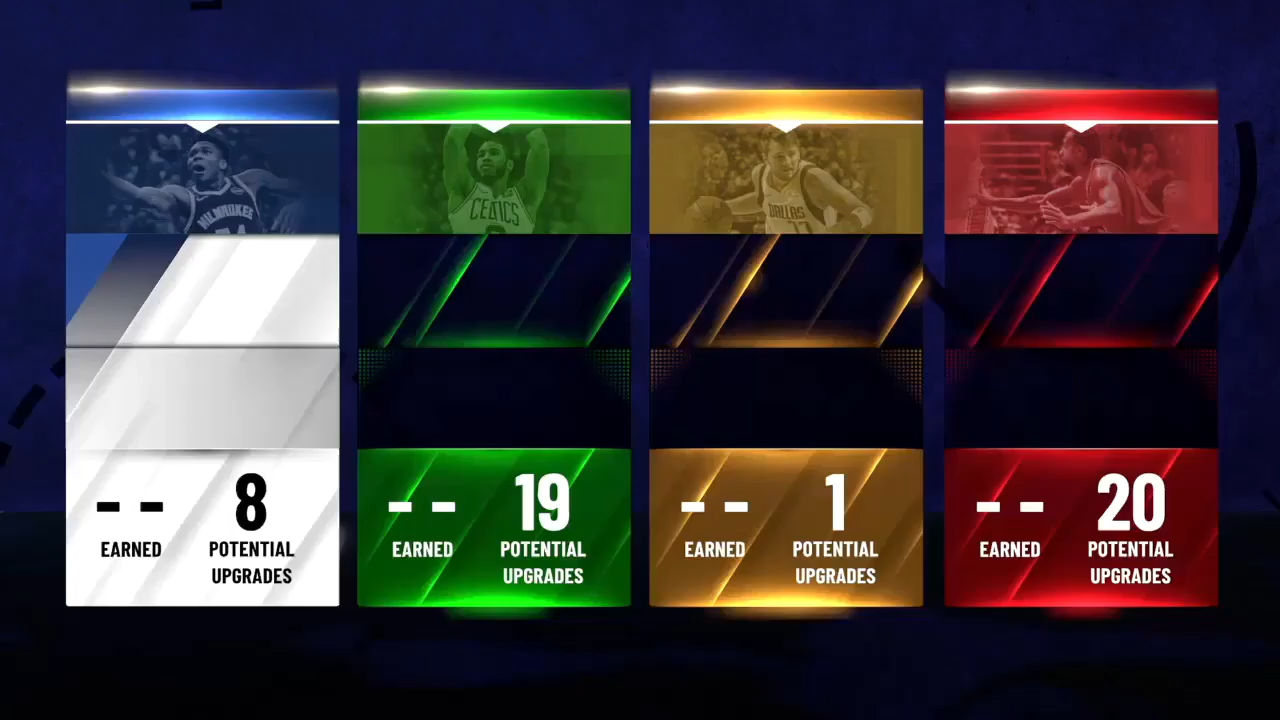 MILWAUKEE
CELTICS
DALLAS
-- 8
EARNED POTENTIAL
UPGRADES
-- 19
EARNED POTENTIAL
UPGRADES
-- 1
EARNED POTENTIAL
UPGRADES
-- 20
EARNED POTENTIAL
UPGRADES